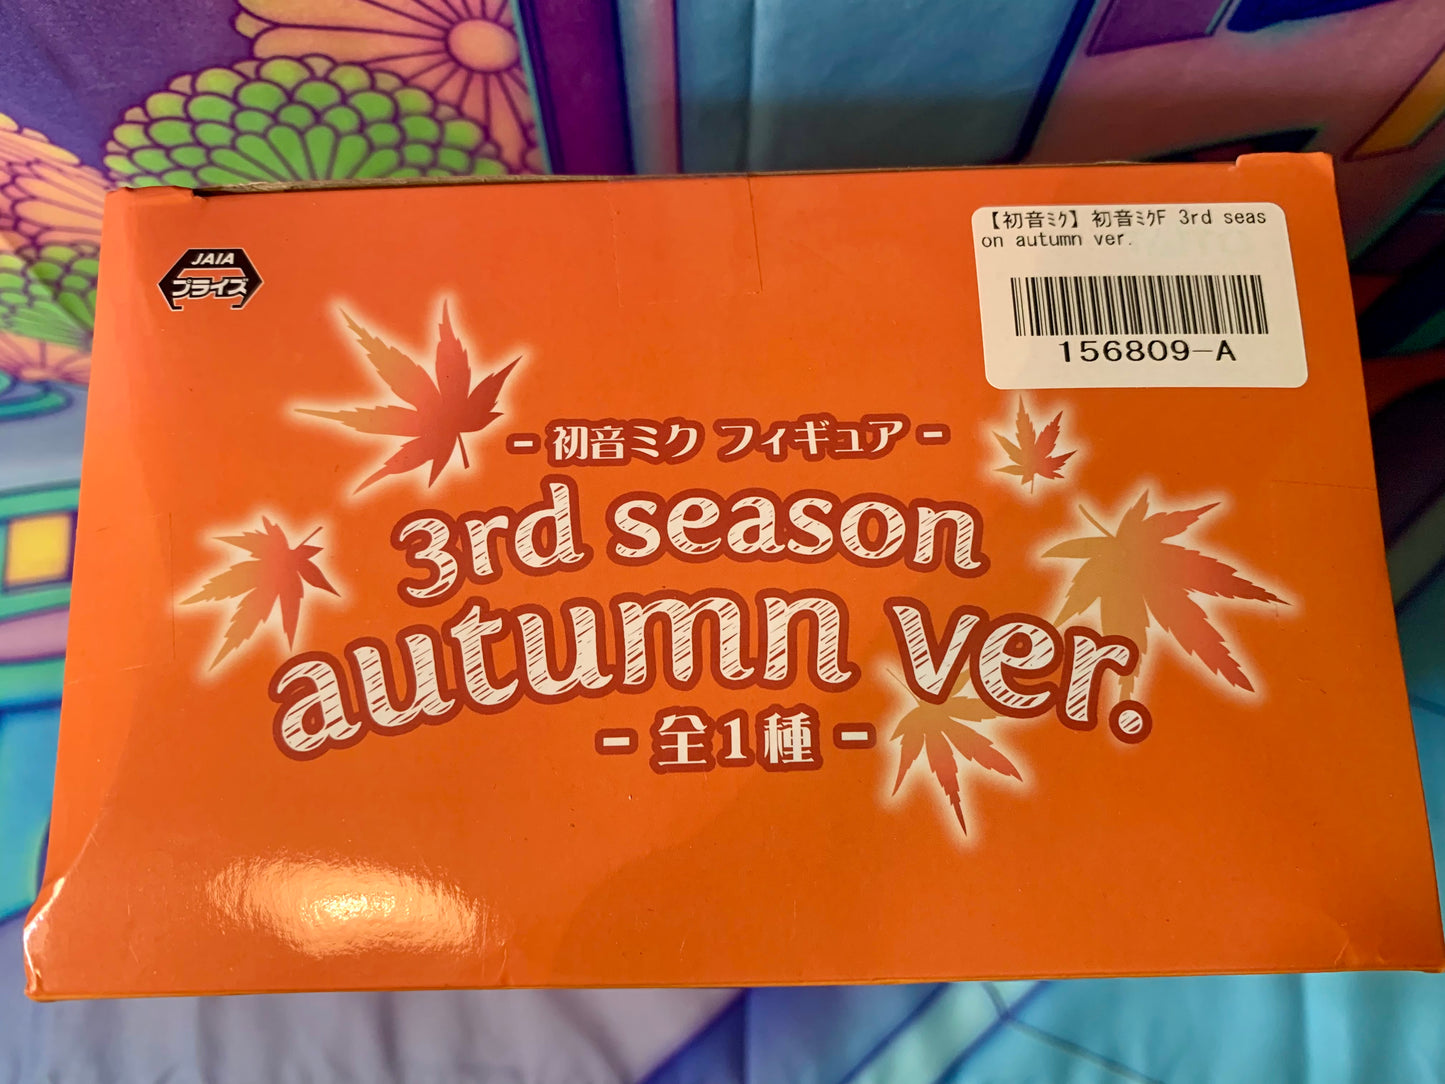 JAIA
プライズ
【初音ﾐｸ】初音ﾐｸF 3rd seas
on autumn ver.
156809-A
- 初音ミク フィギュア -
3rd season
autumn ver.
- 全1種 -